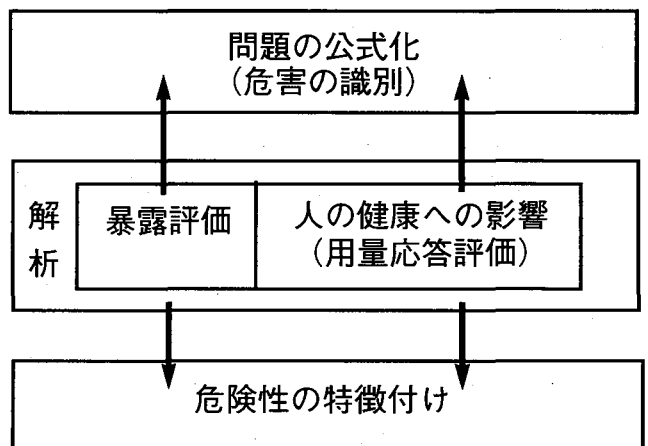 問題の公式化
(危害の識別)
解析
暴露評価
人の健康への影響
(用量応答評価)
危険性の特徴付け